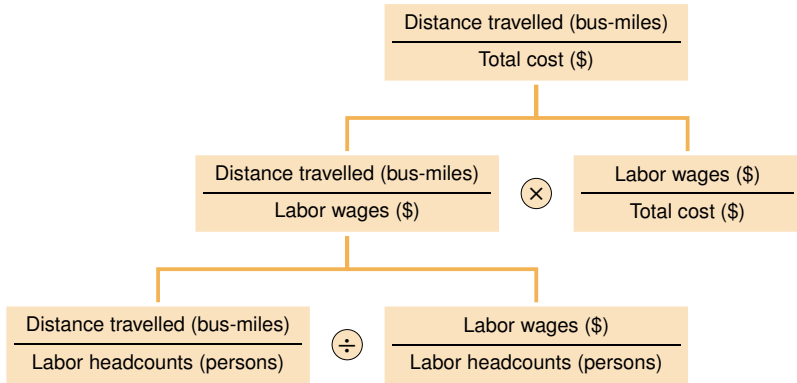 Distance travelled (bus-miles)
Total cost ($)
Distance travelled (bus-miles)
Labor wages ($)
×
Labor wages ($)
Total cost ($)
Distance travelled (bus-miles)
Labor headcounts (persons)
÷
Labor wages ($)
Labor headcounts (persons)